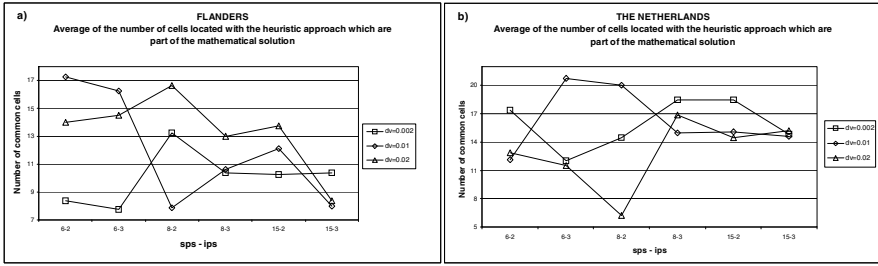 a)
FLANDERS
Average of the number of cells located with the heuristic approach which are
part of the mathematical solution
Number of common cells
17
15
13
11
9
7
6-2
6-3
8-2
8-3
15-2
15-3
sps - ips
dv=0.002
dv=0.01
dv=0.02
b)
THE NETHERLANDS
Average of the number of cells located with the heuristic approach which are
part of the mathematical solution
Number of common cells
20
17
14
11
8
5
6-2
6-3
8-2
8-3
15-2
15-3
sps - ips
dv=0.002
dv=0.01
dv=0.02